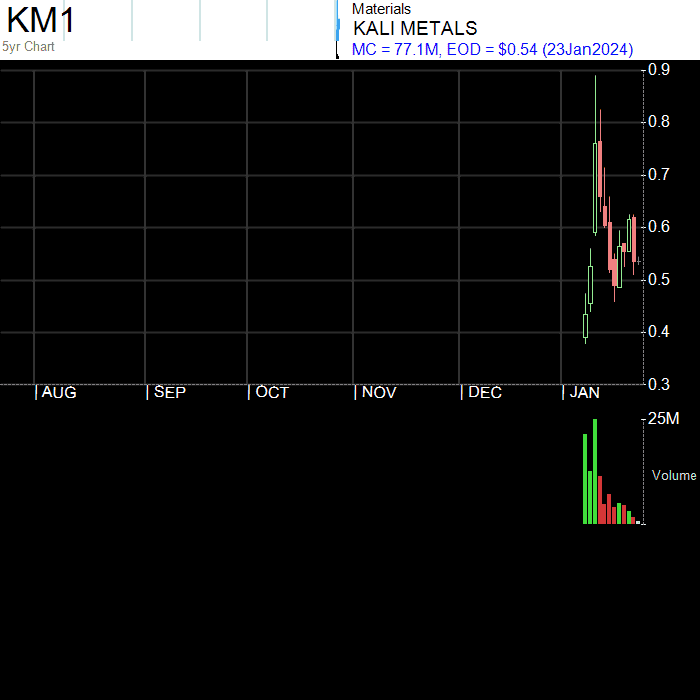 KM1
5yr Chart
Materials
KALI METALS
MC = 77.1M, EOD = $0.54 (23Jan2024)
0.9
0.8
0.7
0.6
0.5
0.4
0.3
| AUG | SEP | OCT | NOV | DEC | JAN
25M
Volume